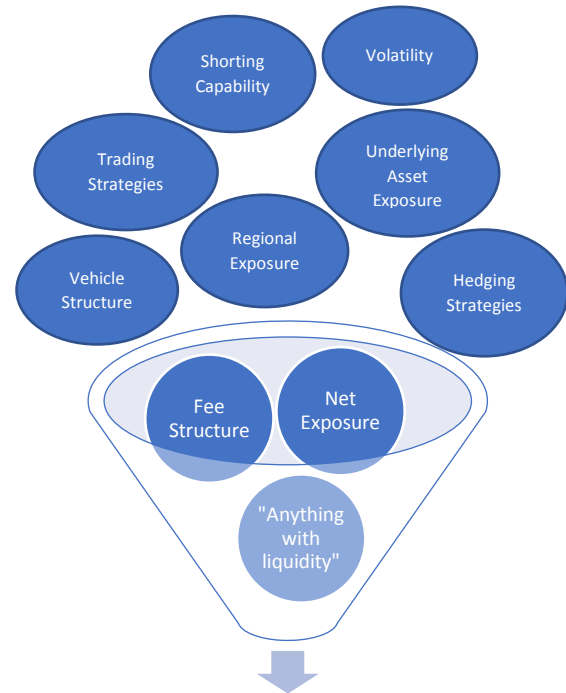 Shorting
Capability
Volatility
Trading
Strategies
Underlying
Asset
Exposure
Regional
Exposure
Vehicle
Structure
Hedging
Strategies
Fee
Structure
Net
Exposure
"Anything
with
liquidity"